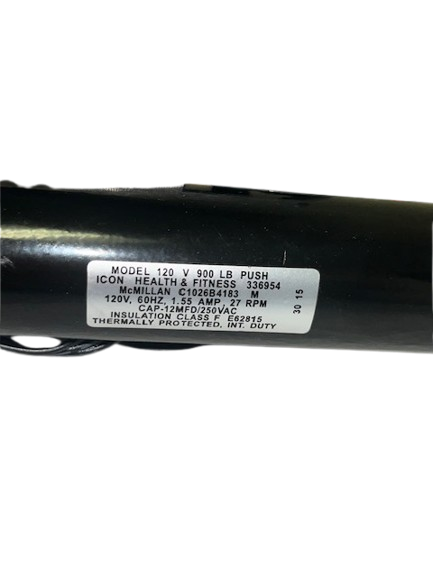 MODEL 120 V 900 LB PUSH
ICON HEALTH & FITNESS 336954
McMILLAN C1026B4183 M
120V, 60HZ, 1.55 AMP, 27 RPM
CAP-12MFD/250VAC
INSULATION CLASS F E62815
THERMALLY PROTECTED, INT. DUTY
30 15